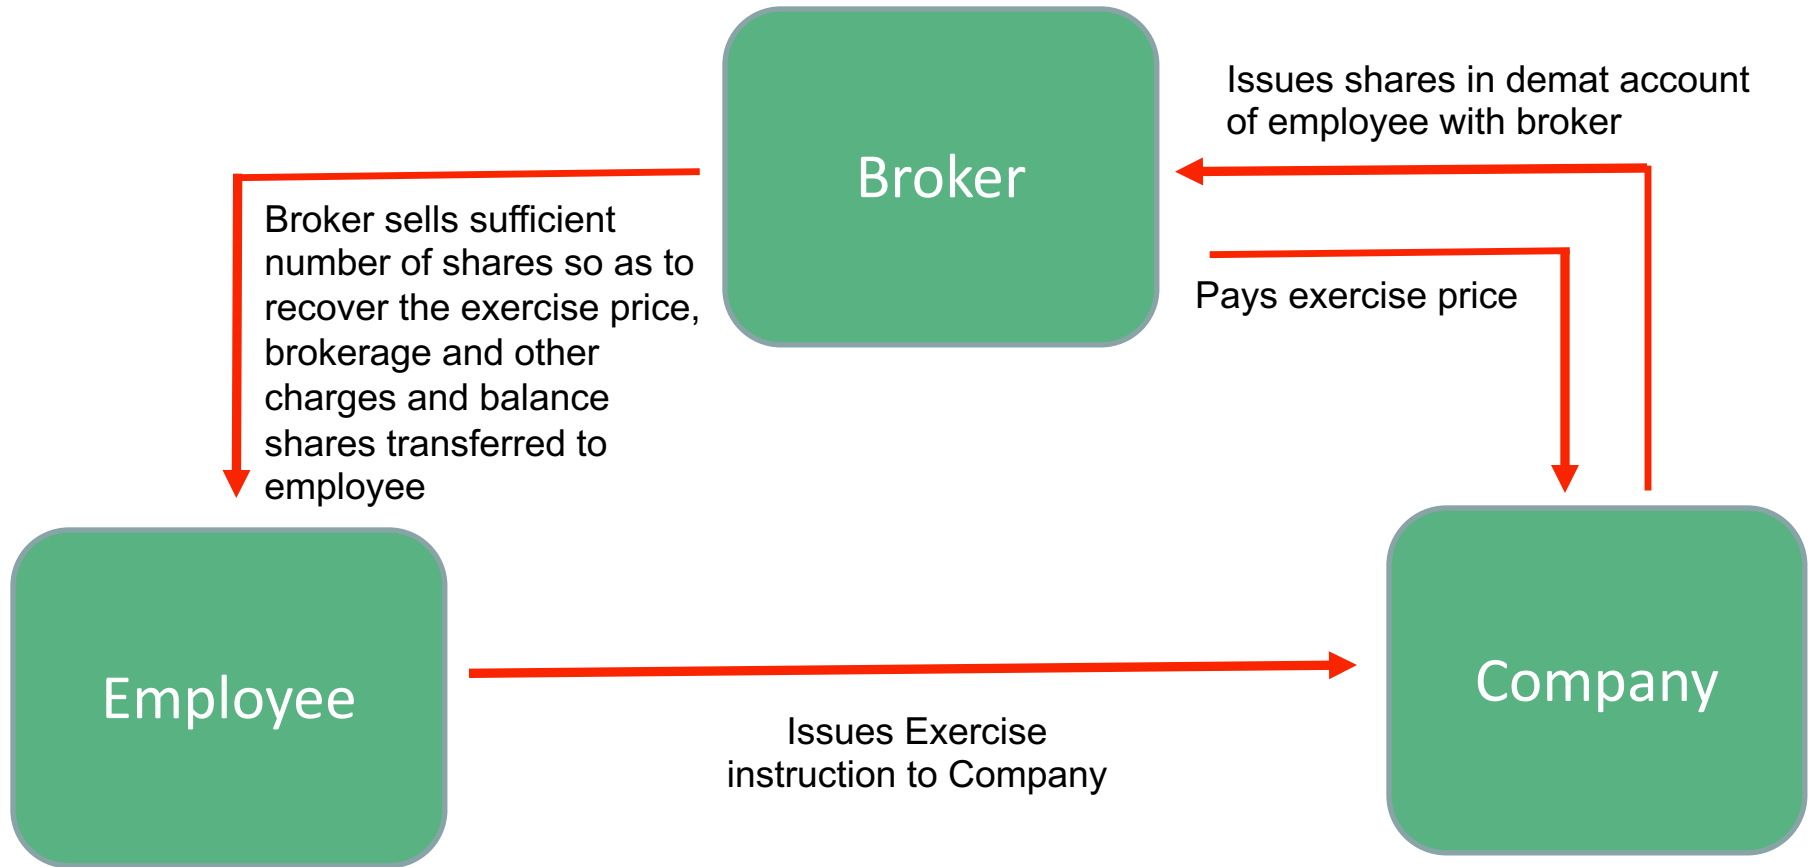 Broker
Issues shares in demat account
of employee with broker
Broker sells sufficient
number of shares so as to
recover the exercise price,
brokerage and other
charges and balance
shares transferred to
employee
Pays exercise price
Employee
Company
Issues Exercise
instruction to Company